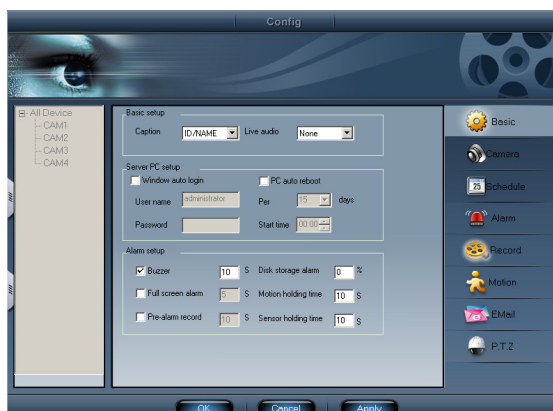 Config
All Device
CAM1
CAM2
CAM3
CAM4
Basic setup
Caption ID/NAME Live audio None
Server PC setup
Window auto login PC auto reboot
User name administrator Per 15 days
Password Start time 00:00
Alarm setup
Buzzer 10 S Disk storage alarm 0 %
Full screen alarm 5 S Motion holding time 10 S
Pre-alarm record 10 S Sensor holding time 10 S
Basic
Camera
25 Schedule
Alarm
Record
Motion
EMail
P.T.Z
OK Cancel Apply